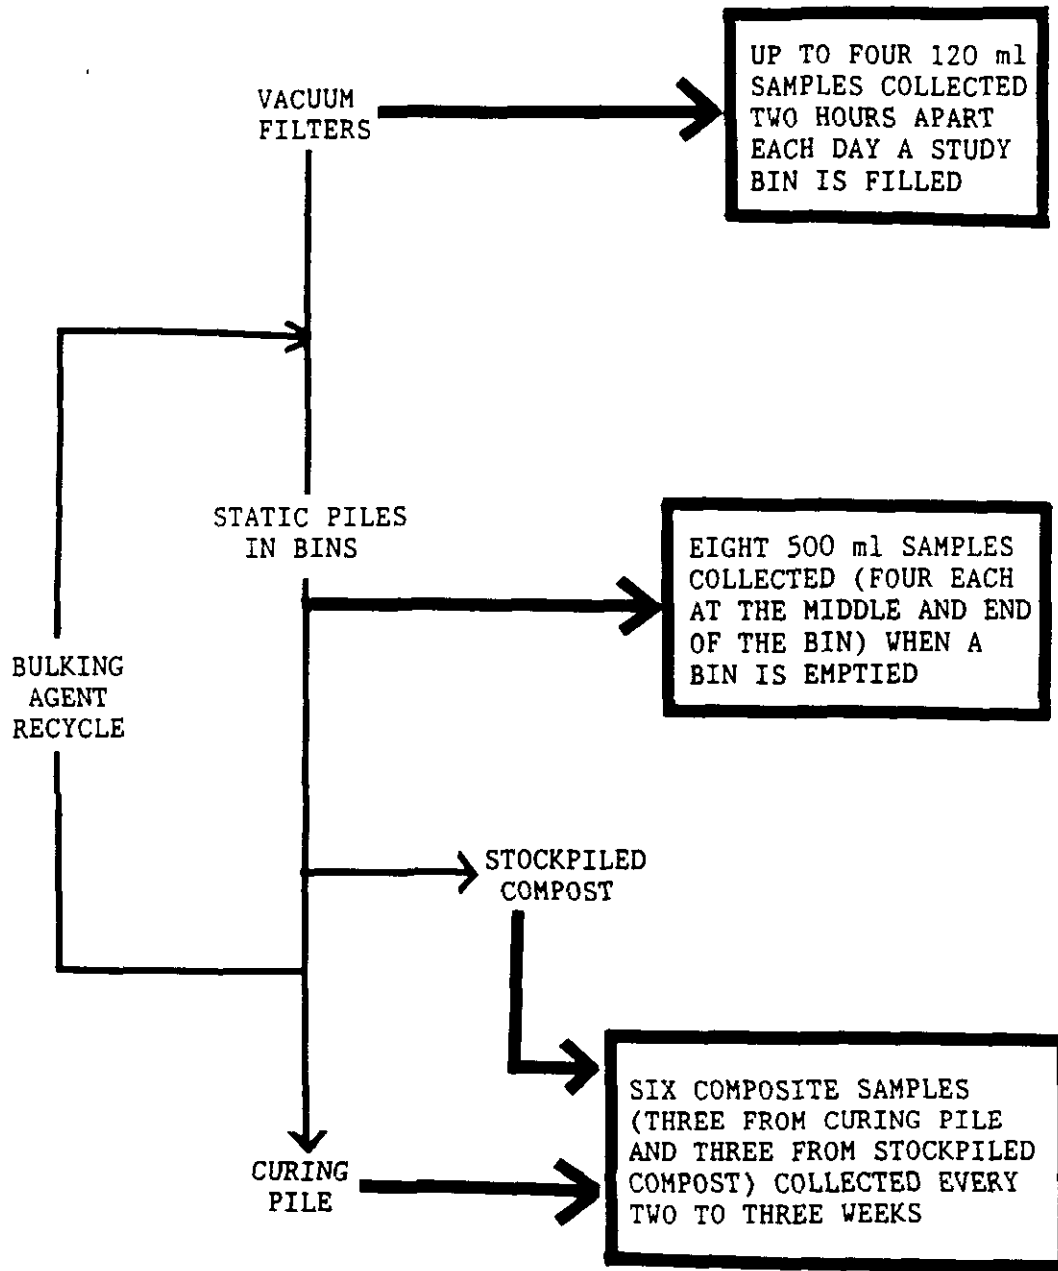 VACUUM
FILTERS
UP TO FOUR 120 ml
SAMPLES COLLECTED
TWO HOURS APART
EACH DAY A STUDY
BIN IS FILLED
STATIC PILES
IN BINS
EIGHT 500 ml SAMPLES
COLLECTED (FOUR EACH
AT THE MIDDLE AND END
OF THE BIN) WHEN A
BIN IS EMPTIED
BULKING
AGENT
RECYCLE
STOCKPILED
COMPOST
SIX COMPOSITE SAMPLES
(THREE FROM CURING PILE
AND THREE FROM STOCKPILED
COMPOST) COLLECTED EVERY
TWO TO THREE WEEKS
CURING
PILE